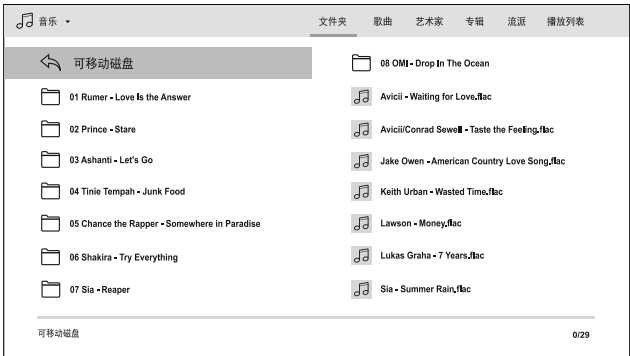 音乐
文件夹 歌曲 艺术家 专辑 流派 播放列表
可移动磁盘
01 Rumer - Love Is the Answer
02 Prince - Stare
03 Ashanti - Let's Go
04 Tinie Tempah - Junk Food
05 Chance the Rapper - Somewhere in Paradise
06 Shakira - Try Everything
07 Sia - Reaper
08 OMI - Drop In The Ocean
Avicii - Waiting for Love.flac
Avicii/Conrad Sewell - Taste the Feeling.flac
Jake Owen - American Country Love Song.flac
Keith Urban - Wasted Time.flac
Lawson - Money.flac
Lukas Graha - 7 Years.flac
Sia - Summer Rain.flac
可移动磁盘
0/29